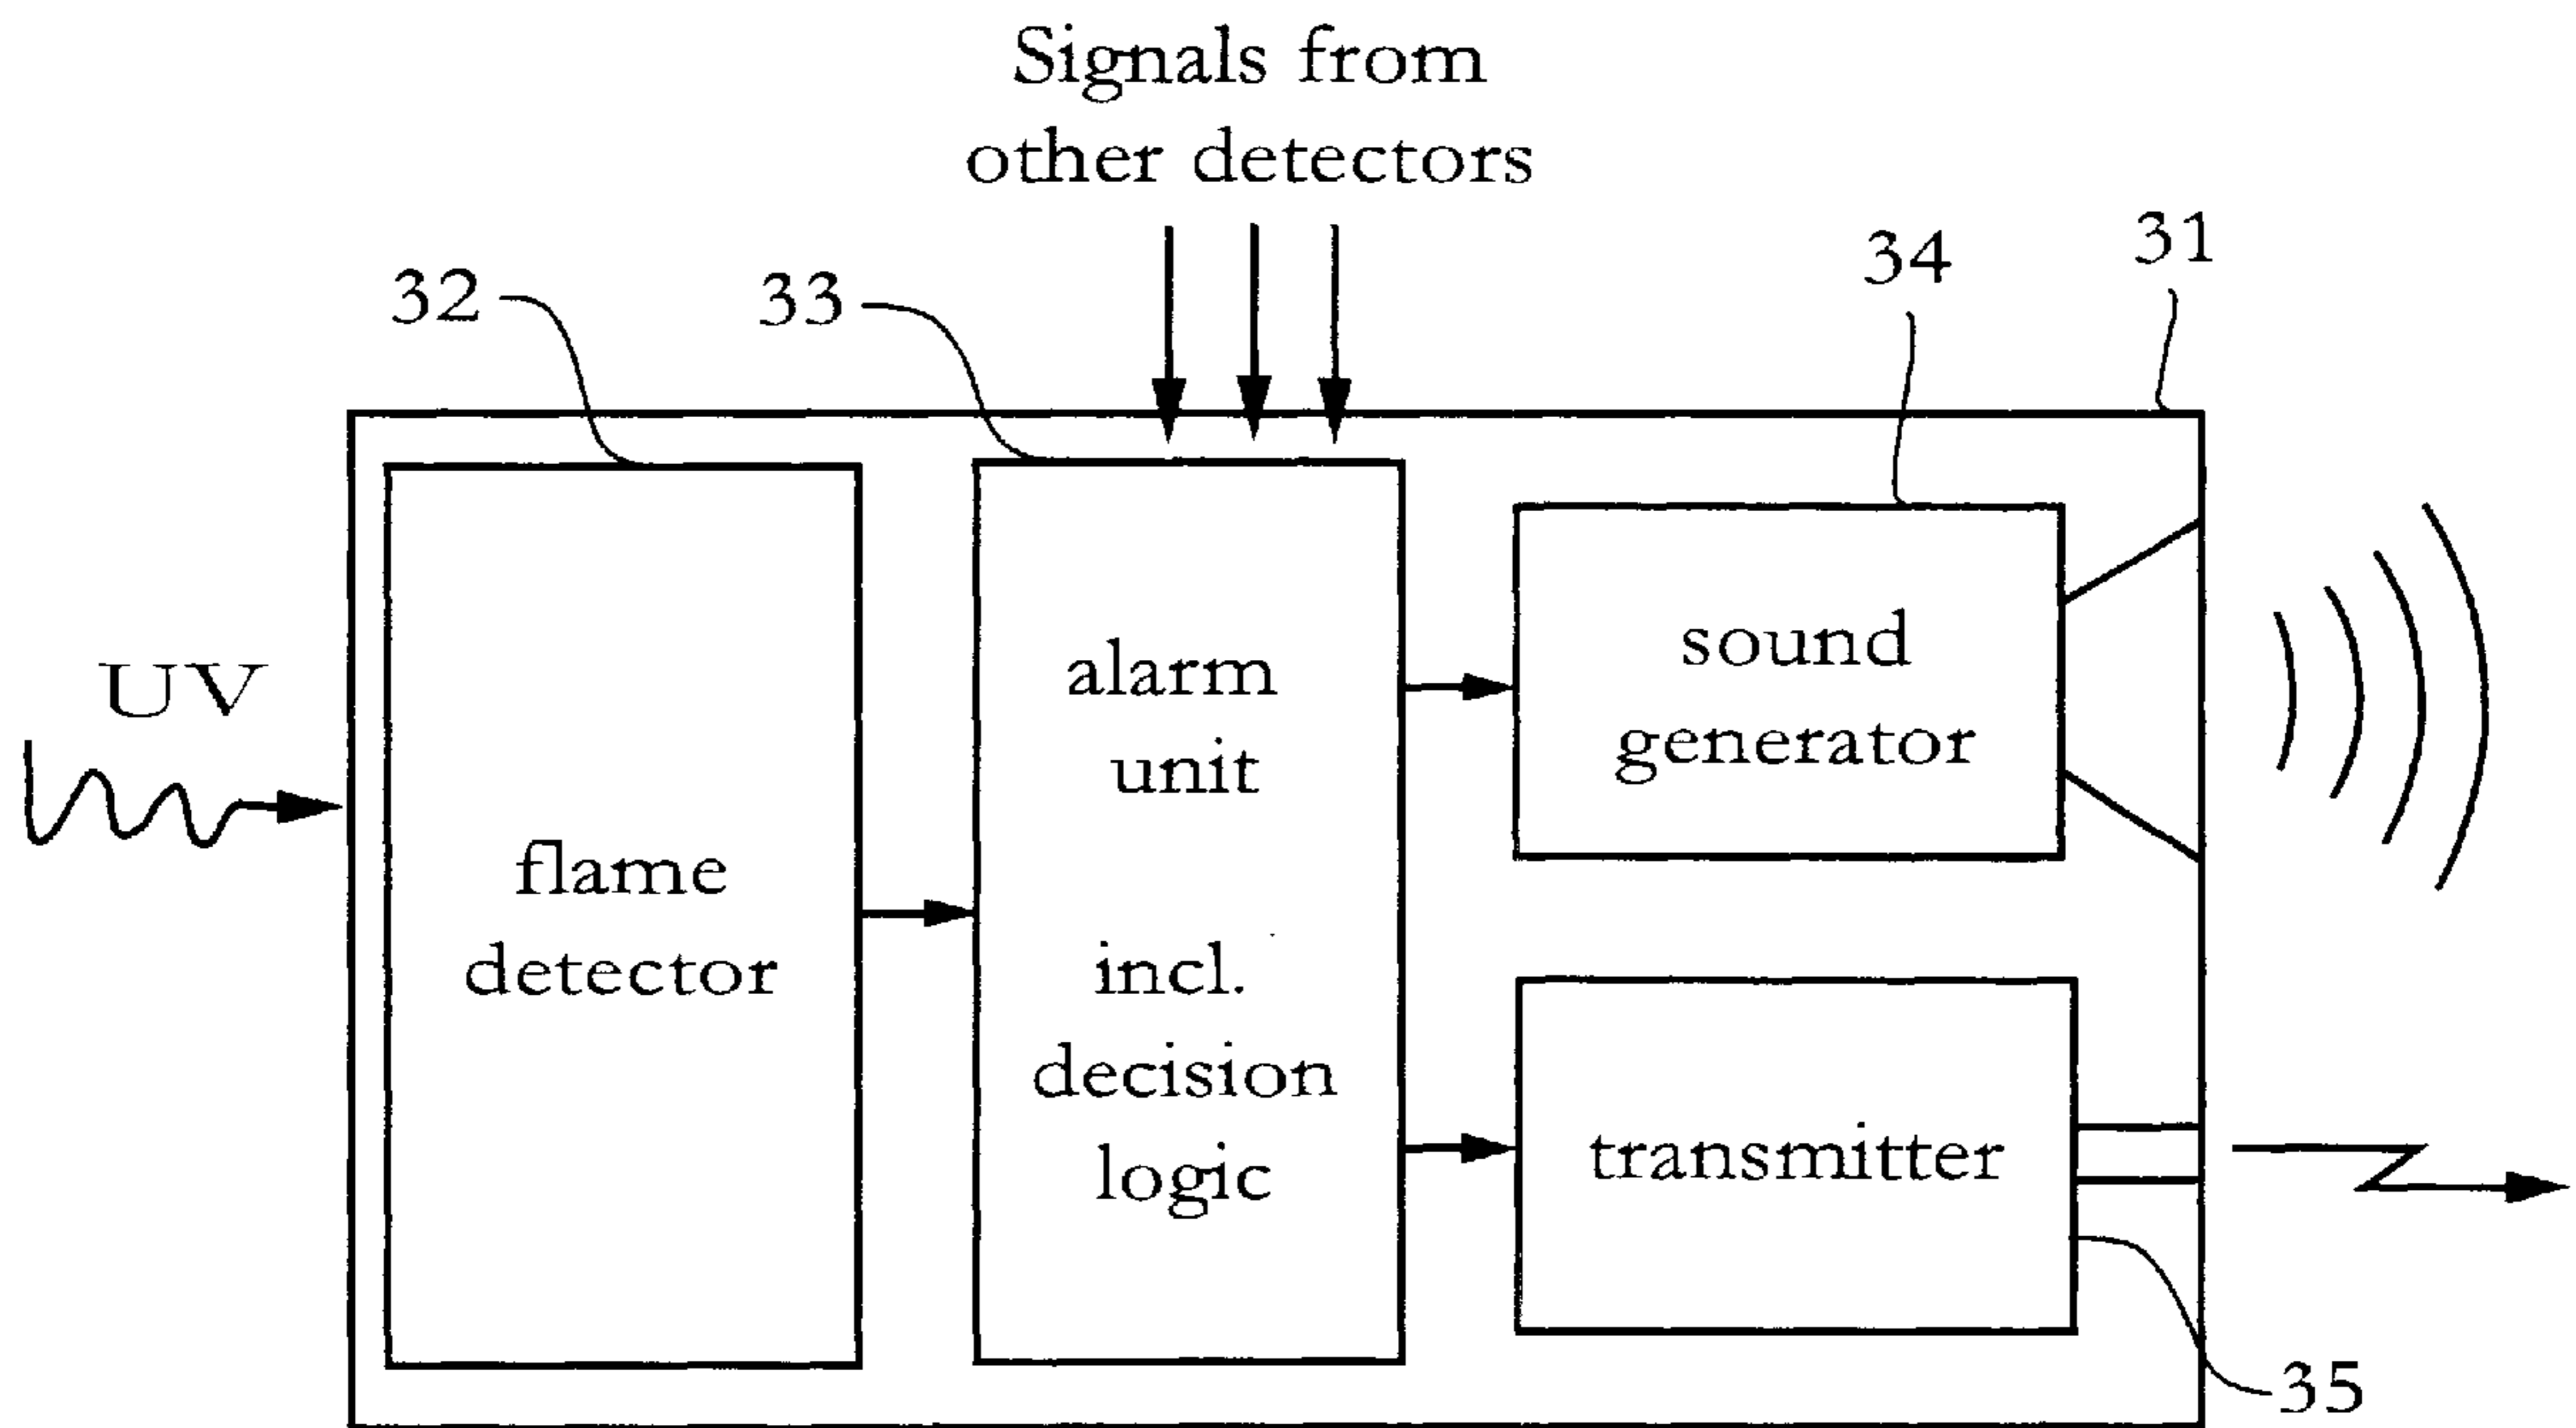 Signals from
other detectors
31
34
32
33
UV
flame
detector
alarm
unit
incl.
decision
logic
sound
generator
transmitter
35